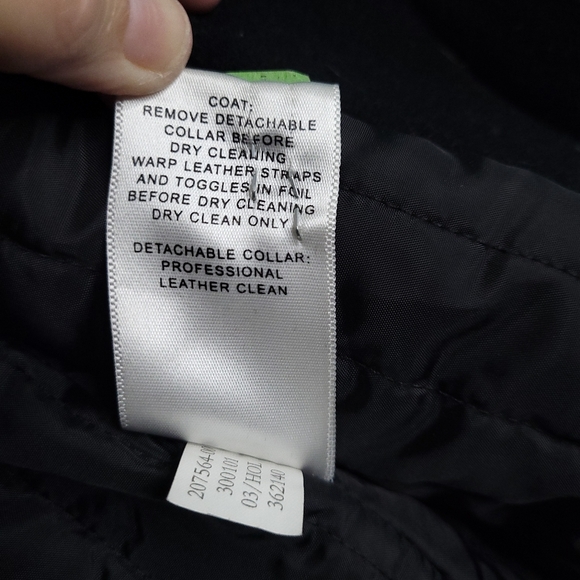 COAT:
REMOVE DETACHABLE
COLLAR BEFORE
DRY CLEANING
WARP LEATHER STRAPS
AND TOGGLES IN FOIL
BEFORE DRY CLEANING
DRY CLEAN ONLY
DETACHABLE COLLAR:
PROFESSIONAL
LEATHER CLEAN
300101
03/HOL
362140